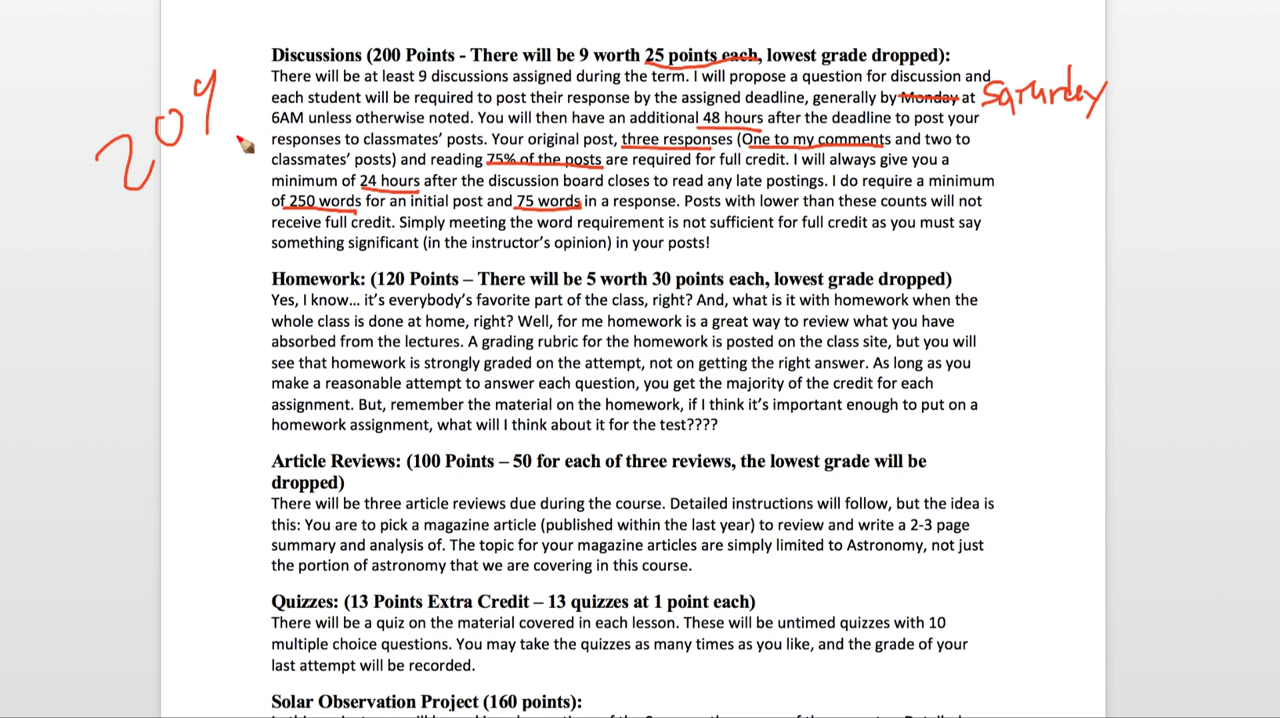 Discussions (200 Points - There will be 9 worth 25 points each, lowest grade dropped):
There will be at least 9 discussions assigned during the term. I will propose a question for discussion and
each student will be required to post their response by the assigned deadline, generally by Monday at Saturday
6AM unless otherwise noted. You will then have an additional 48 hours after the deadline to post your
responses to classmates' posts. Your original post, three responses (One to my comments and two to
classmates' posts) and reading 75% of the posts are required for full credit. I will always give you a
minimum of 24 hours after the discussion board closes to read any late postings. I do require a minimum
of 250 words for an initial post and 75 words in a response. Posts with lower than these counts will not
receive full credit. Simply meeting the word requirement is not sufficient for full credit as you must say
something significant (in the instructor's opinion) in your posts!
Homework: (120 Points – There will be 5 worth 30 points each, lowest grade dropped)
Yes, I know... it's everybody's favorite part of the class, right? And, what is it with homework when the
whole class is done at home, right? Well, for me homework is a great way to review what you have
absorbed from the lectures. A grading rubric for the homework is posted on the class site, but you will
see that homework is strongly graded on the attempt, not on getting the right answer. As long as you
make a reasonable attempt to answer each question, you get the majority of the credit for each
assignment. But, remember the material on the homework, if I think it's important enough to put on a
homework assignment, what will I think about it for the test????
Article Reviews: (100 Points – 50 for each of three reviews, the lowest grade will be
dropped)
There will be three article reviews due during the course. Detailed instructions will follow, but the idea is
this: You are to pick a magazine article (published within the last year) to review and write a 2-3 page
summary and analysis of. The topic for your magazine articles are simply limited to Astronomy, not just
the portion of astronomy that we are covering in this course.
Quizzes: (13 Points Extra Credit – 13 quizzes at 1 point each)
There will be a quiz on the material covered in each lesson. These will be untimed quizzes with 10
multiple choice questions. You may take the quizzes as many times as you like, and the grade of your
last attempt will be recorded.
Solar Observation Project (160 points):